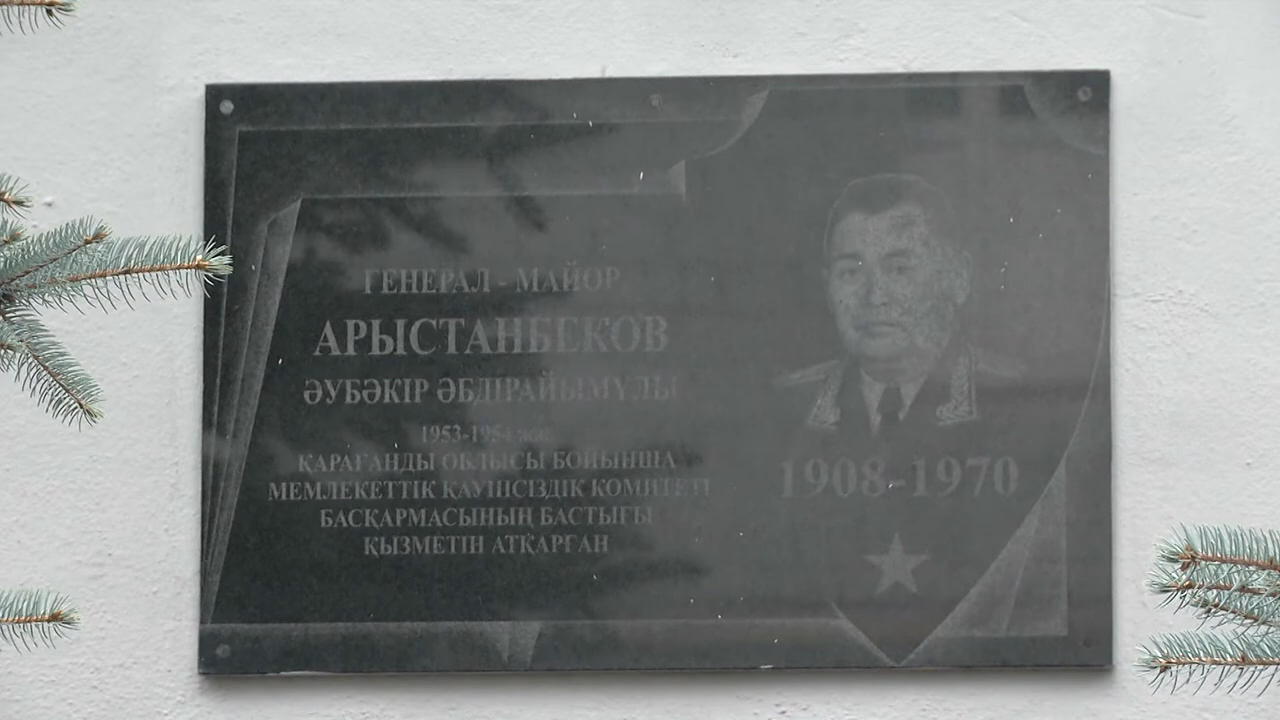 ГЕНЕРАЛ - МАЙОР
АРЫСТАНБЕКОВ
ӘУБӘКІР ӘБДІРАЙЫМҰЛЫ
1953-1954 жж.
ҚАРАҒАНДЫ ОБЛЫСЫ БОЙЫНША
МЕМЛЕКЕТТІК ҚАУІПСІЗДІК КОМИТЕТІ
БАСҚАРМАСЫНЫҢ БАСТЫҒЫ
ҚЫЗМЕТІН АТҚАРҒАН
1908-1970